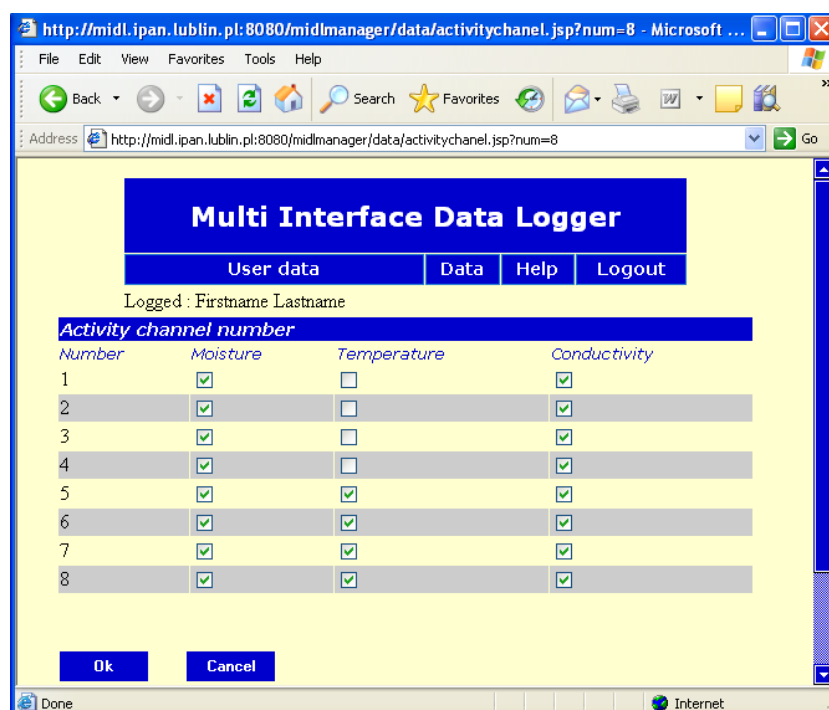 http://midl.ipan.lublin.pl:8080/midlmanager/data/activitychanel.jsp?num=8 - Microsoft ...
File Edit View Favorites Tools Help
Back Search Favorites »
Address http://midl.ipan.lublin.pl:8080/midlmanager/data/activitychanel.jsp?num=8 Go
Multi Interface Data Logger
User data Data Help Logout
Logged : Firstname Lastname
Activity channel number
Number Moisture Temperature Conductivity
1
2
3
4
5
6
7
8
Ok Cancel
Done Internet